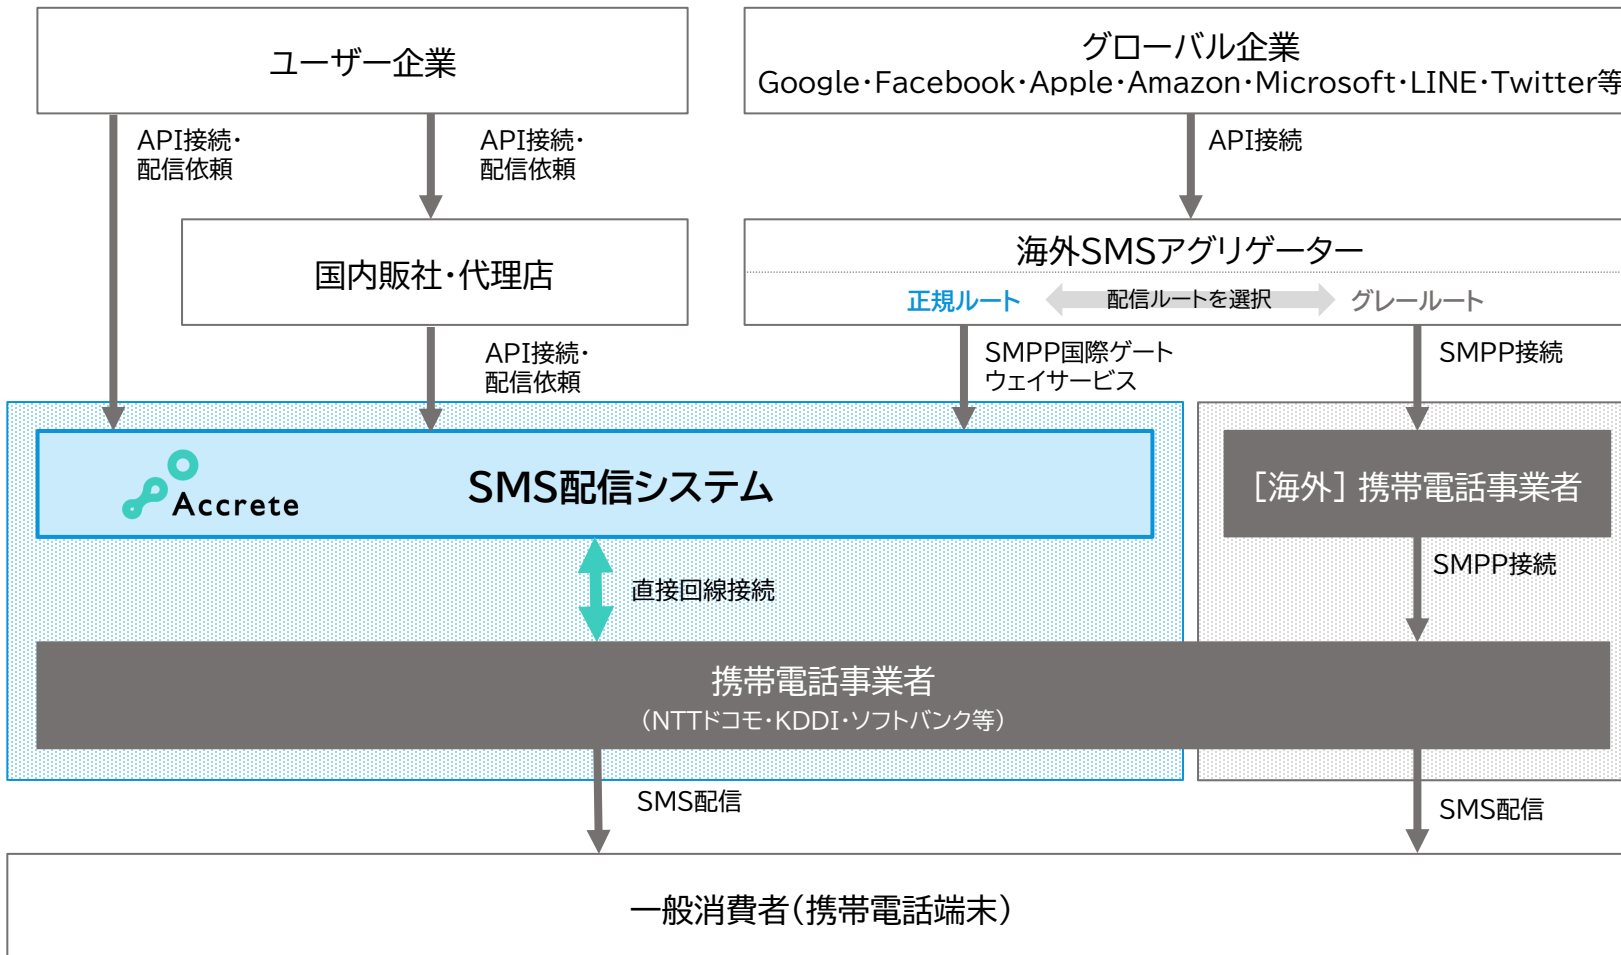 ユーザー企業
グローバル企業
Google・Facebook・Apple・Amazon・Microsoft・LINE・Twitter等
API接続・
配信依頼
API接続・
配信依頼
API接続
国内販社・代理店
海外SMSアグリゲーター
正規ルート
配信ルートを選択
グレールート
API接続・
配信依頼
SMPP国際ゲート
ウェイサービス
SMPP接続
Accrete
SMS配信システム
［海外］携帯電話事業者
直接回線接続
SMPP接続
携帯電話事業者
（NTTドコモ・KDDI・ソフトバンク等）
SMS配信
SMS配信
一般消費者（携帯電話端末）